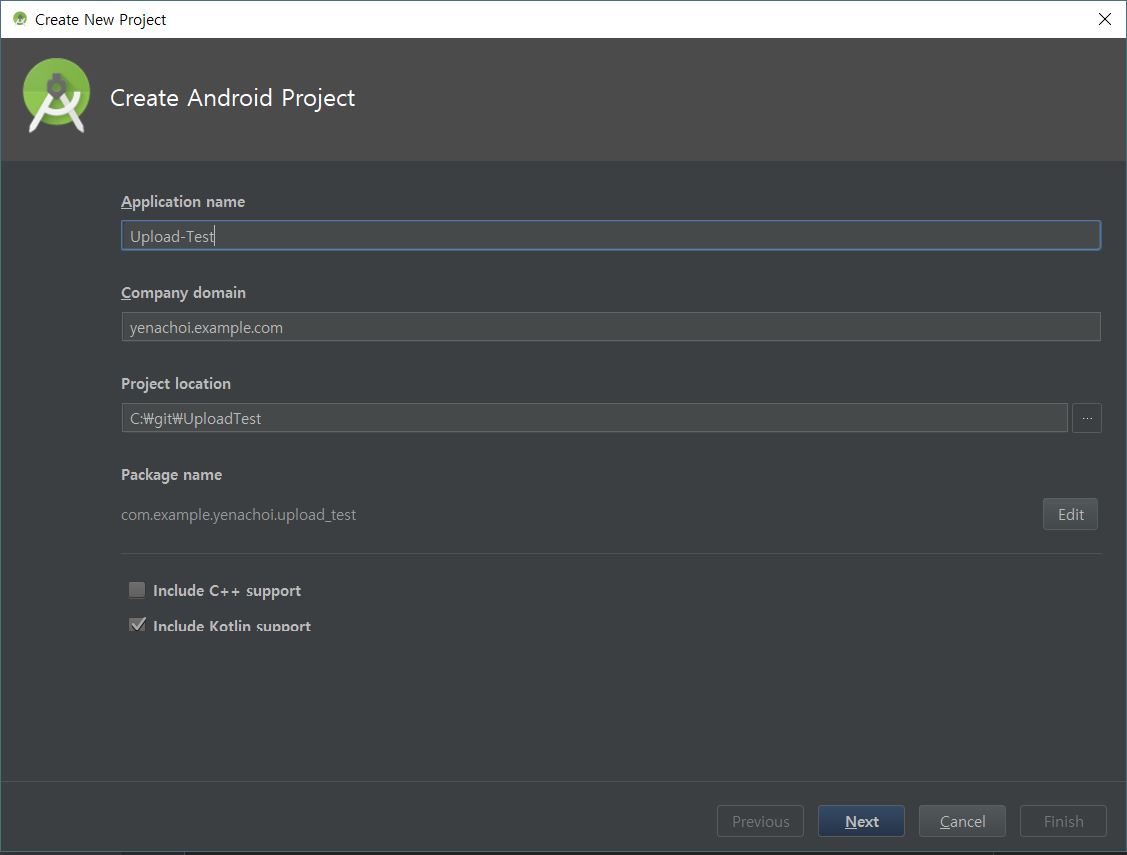 Create New Project
Create Android Project
Application name
Upload-Test
Company domain
yenachoi.example.com
Project location
C:₩git₩UploadTest
...
Package name
com.example.yenachoi.upload_test
Edit
Include C++ support
Include Kotlin support
Previous Next Cancel Finish